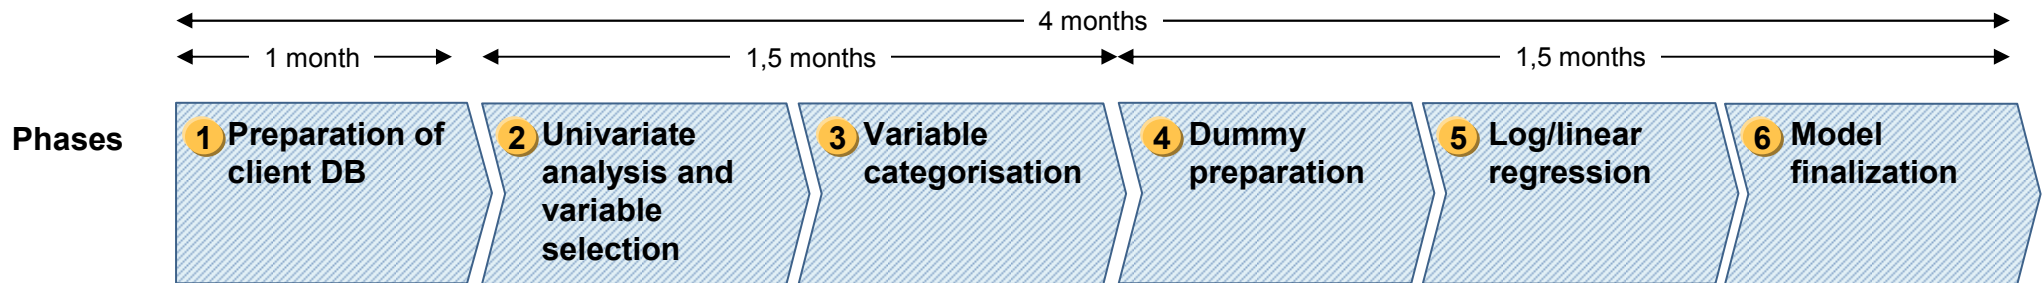 4 months
1 month
1,5 months
1,5 months
Phases
1 Preparation of
client DB
2 Univariate
analysis and
variable
selection
3 Variable
categorisation
4 Dummy
preparation
5 Log/linear
regression
6 Model
finalization